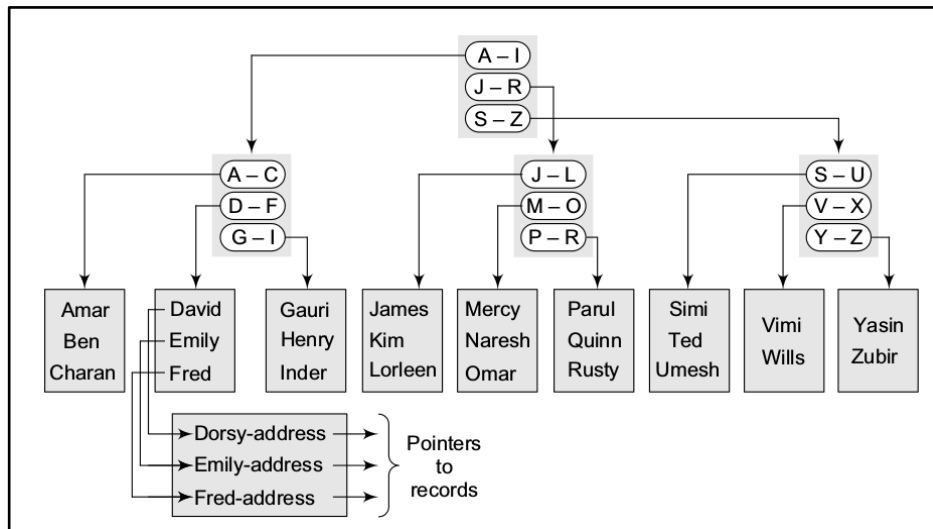 A – I
J – R
S – Z
A – C
D – F
G – I
J – L
M – O
P – R
S – U
V – X
Y – Z
Amar
Ben
Charan
David
Emily
Fred
Gauri
Henry
Inder
James
Kim
Lorleen
Mercy
Naresh
Omar
Parul
Quinn
Rusty
Simi
Ted
Umesh
Vimi
Wills
Yasin
Zubir
Dorsy-address
Emily-address
Fred-address
Pointers
to
records